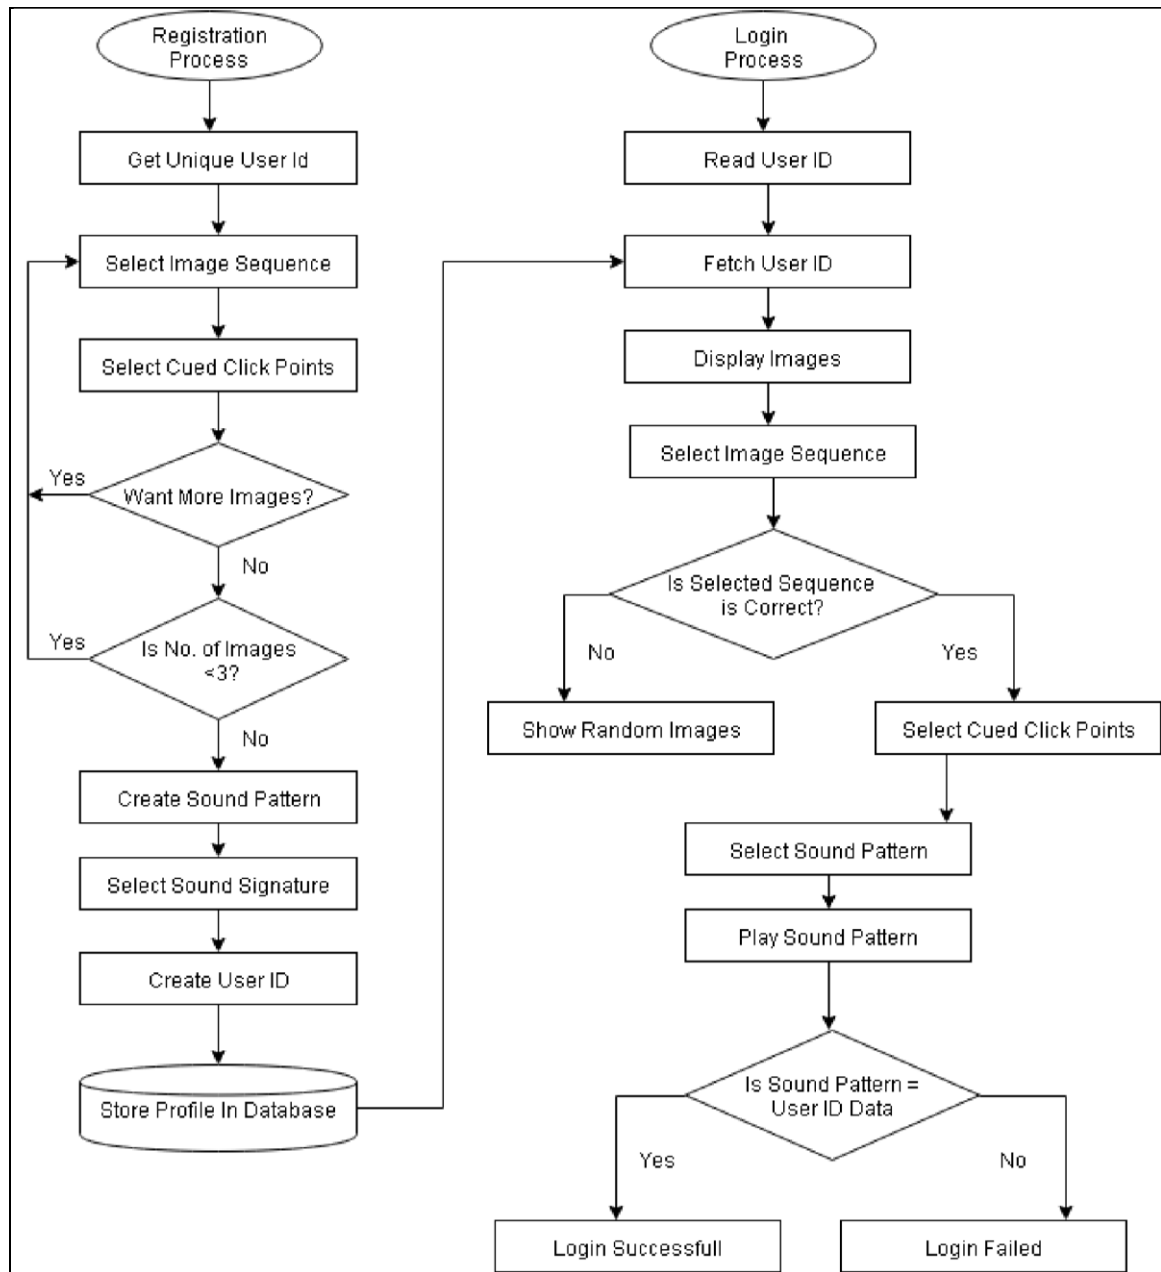 Registration
Process
Get Unique User Id
Select Image Sequence
Select Cued Click Points
Yes
Want More Images?
No
Yes
Is No. of Images
<3?
No
Create Sound Pattern
Select Sound Signature
Create User ID
Store Profile In Database
Login
Process
Read User ID
Fetch User ID
Display Images
Select Image Sequence
Is Selected Sequence
is Correct?
No
Yes
Show Random Images
Select Cued Click Points
Select Sound Pattern
Play Sound Pattern
Is Sound Pattern =
User ID Data
Yes
No
Login Successfull
Login Failed